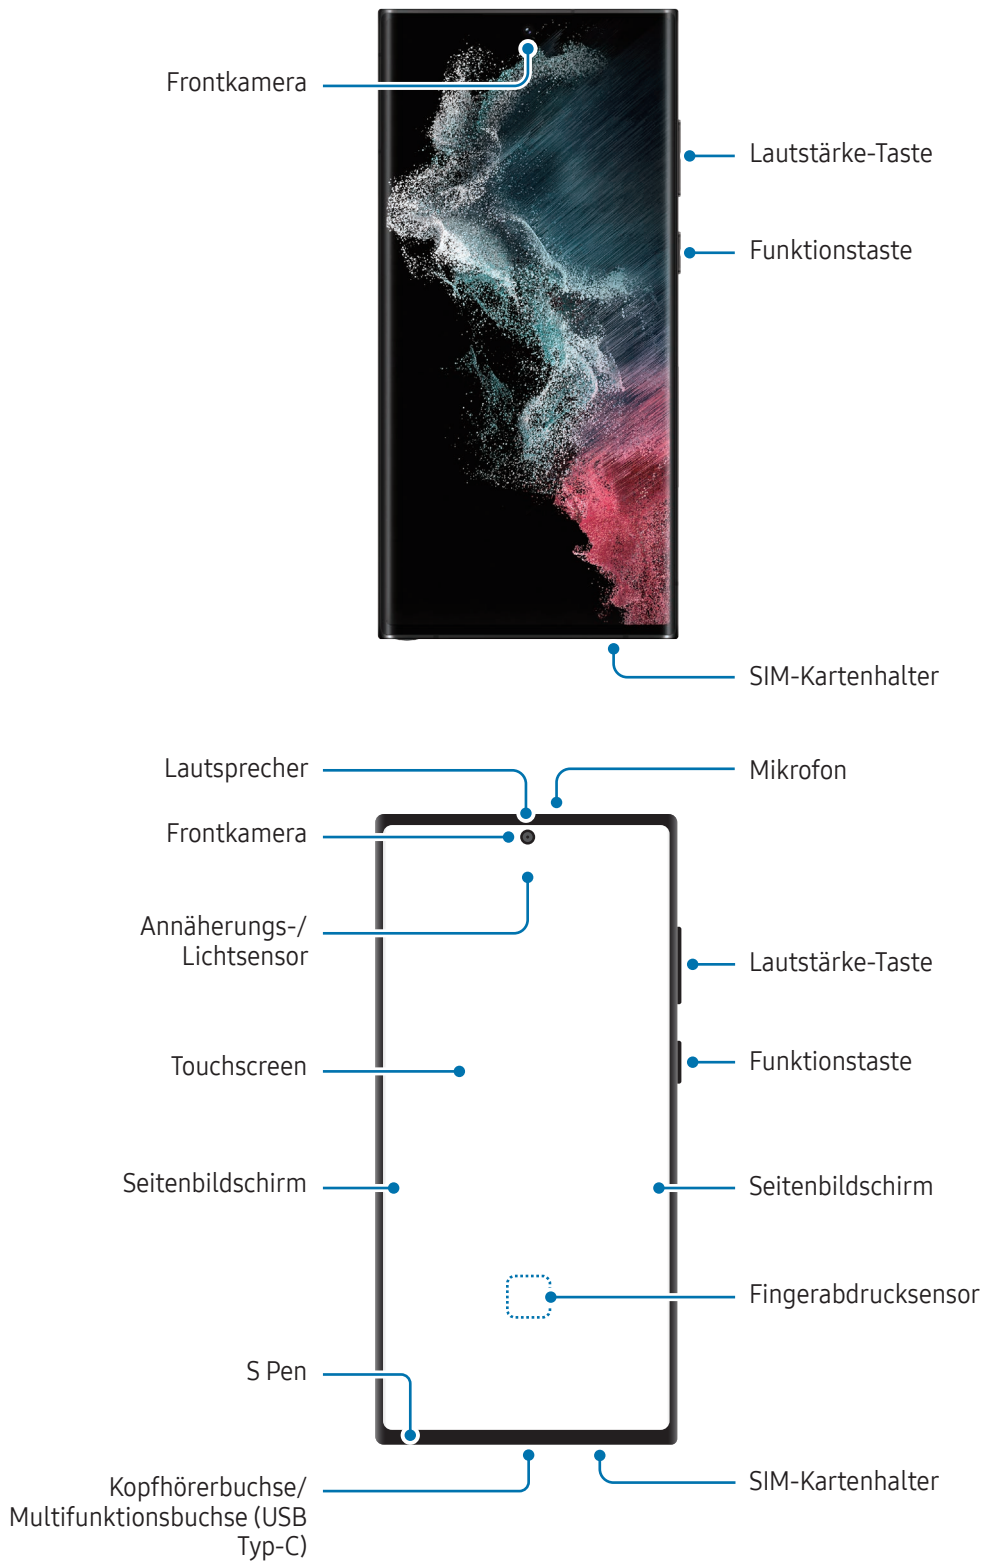 Frontkamera
Lautstärke-Taste
Funktionstaste
SIM-Kartenhalter
Lautsprecher
Mikrofon
Frontkamera
Annäherungs-/
Lichtsensor
Lautstärke-Taste
Touchscreen
Funktionstaste
Seitenbildschirm
Seitenbildschirm
Fingerabdrucksensor
S Pen
Kopfhörerbuchse/
Multifunktionsbuchse (USB
Typ-C)
SIM-Kartenhalter